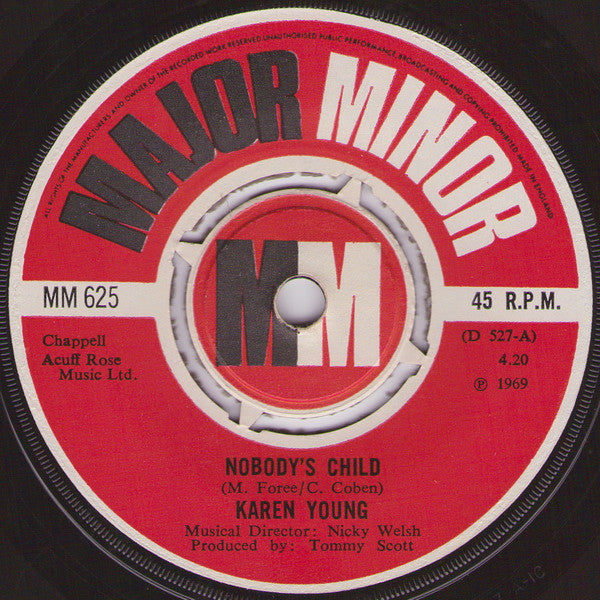 ALL RIGHTS OF THE MANUFACTURERS AND OWNER OF THE RECORDED WORK RESERVED UNAUTHORISED PUBLIC PERFORMANCE, BROADCASTING AND COPYING PROHIBITED MADE IN ENGLAND
MAJOR MINOR
MM
MM 625
45 R.P.M.
Chappell
Acuff Rose
Music Ltd.
(D 527-A)
4.20
℗ 1969
NOBODY'S CHILD
(M. Foree/C. Coben)
KAREN YOUNG
Musical Director: Nicky Welsh
Produced by: Tommy Scott